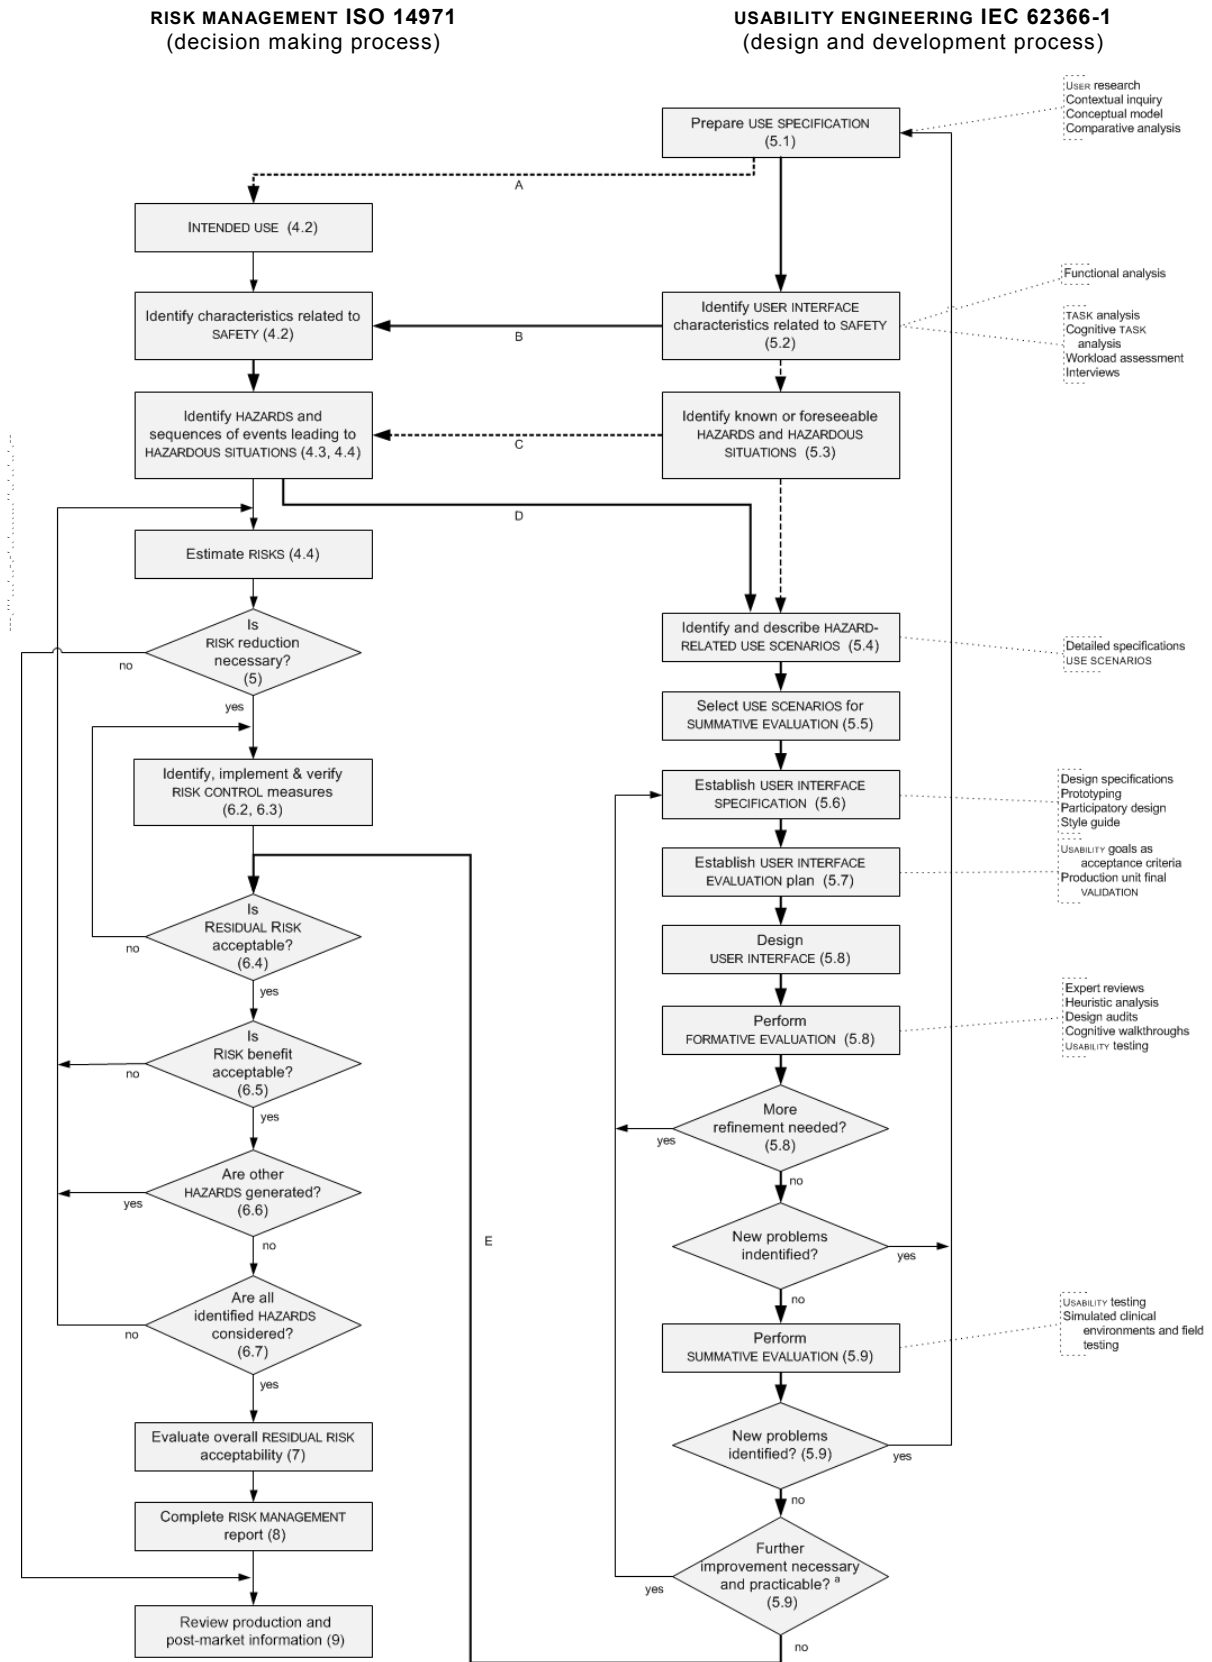 RISK MANAGEMENT ISO 14971
(decision making process)
USABILITY ENGINEERING IEC 62366-1
(design and development process)
Prepare USE SPECIFICATION
(5.1)
USER research
Contextual inquiry
Conceptual model
Comparative analysis
A
INTENDED USE (4.2)
Identify characteristics related to
SAFETY (4.2)
B
Identify USER INTERFACE
characteristics related to SAFETY
(5.2)
Functional analysis
TASK analysis
Cognitive TASK
analysis
Workload assessment
Interviews
Identify HAZARDS and
sequences of events leading to
HAZARDOUS SITUATIONS (4.3, 4.4)
C
Identify known or foreseeable
HAZARDS and HAZARDOUS
SITUATIONS (5.3)
D
Estimate RISKS (4.4)
Is
RISK reduction
necessary?
(5)
no
yes
Identify and describe HAZARD-
RELATED USE SCENARIOS (5.4)
Detailed specifications
USE SCENARIOS
Select USE SCENARIOS for
SUMMATIVE EVALUATION (5.5)
Identify, implement & verify
RISK CONTROL measures
(6.2, 6.3)
Establish USER INTERFACE
SPECIFICATION (5.6)
Design specifications
Prototyping
Participatory design
Style guide
Establish USER INTERFACE
EVALUATION plan (5.7)
USABILITY goals as
acceptance criteria
Production unit final
VALIDATION
Is
RESIDUAL RISK
acceptable?
(6.4)
no
yes
Design
USER INTERFACE (5.8)
Perform
FORMATIVE EVALUATION (5.8)
Expert reviews
Heuristic analysis
Design audits
Cognitive walkthroughs
USABILITY testing
Is
RISK benefit
acceptable?
(6.5)
no
yes
More
refinement needed?
(5.8)
yes
no
Are other
HAZARDS generated?
(6.6)
yes
no
E
New problems
indentified?
yes
no
Are all
identified HAZARDS
considered?
(6.7)
no
yes
Perform
SUMMATIVE EVALUATION (5.9)
USABILITY testing
Simulated clinical
environments and field
testing
Evaluate overall RESIDUAL RISK
acceptability (7)
New problems
identified? (5.9)
yes
no
Complete RISK MANAGEMENT
report (8)
Further
improvement necessary
and practicable? a
(5.9)
yes
no
Review production and
post-market information (9)